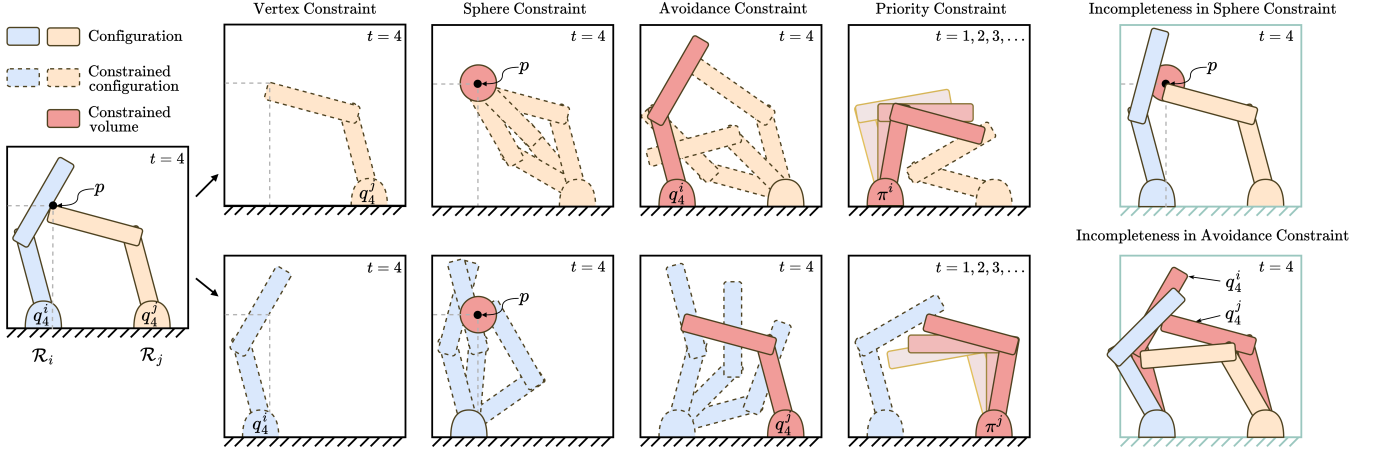 Vertex Constraint
Sphere Constraint
Avoidance Constraint
Priority Constraint
Incompleteness in Sphere Constraint
Configuration
Constrained
configuration
Constrained
volume
t = 4
p
q_4^i
q_4^j
R_i
R_j
t = 4
q_4^j
t = 4
p
t = 4
q_4^i
t = 1, 2, 3, . . .
π^i
t = 4
p
t = 4
q_4^i
t = 4
p
t = 4
q_4^j
t = 1, 2, 3, . . .
π^j
Incompleteness in Avoidance Constraint
t = 4
q_4^i
q_4^j